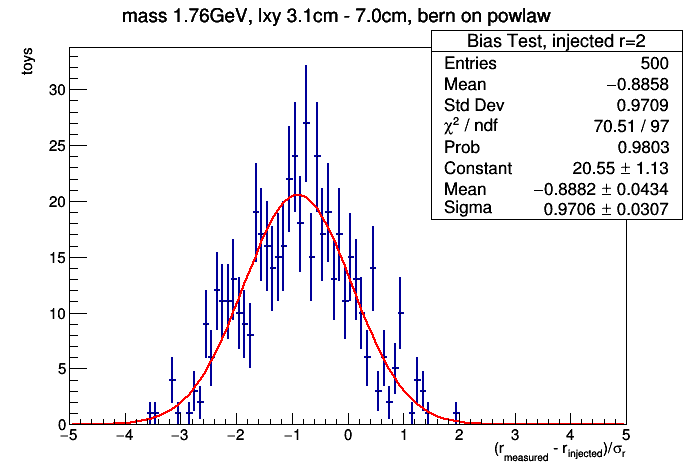 mass 1.76GeV, lxy 3.1cm - 7.0cm, bern on powlaw
Bias Test, injected r=2
Entries 500
Mean −0.8858
Std Dev 0.9709
χ² / ndf 70.51 / 97
Prob 0.9803
Constant 20.55 ± 1.13
Mean −0.8882 ± 0.0434
Sigma 0.9706 ± 0.0307
toys
30
25
20
15
10
5
0
−5 −4 −3 −2 −1 0 1 2 3 4 5
(r_measured - r_injected)/σ_r